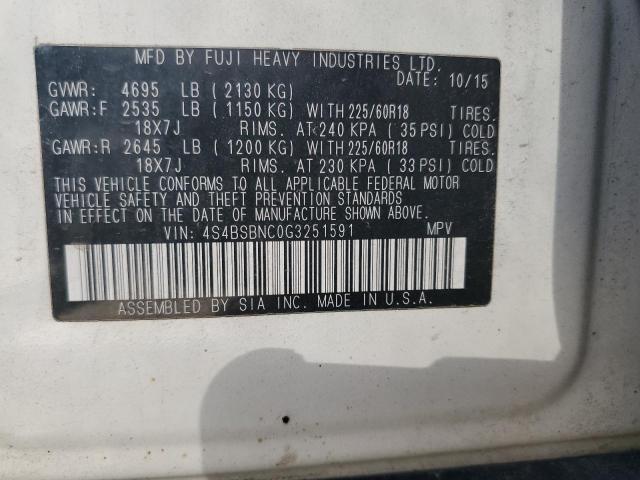 MFD BY FUJI HEAVY INDUSTRIES LTD.
DATE: 10/15
GVWR: 4695 LB (2130 KG)
GAWR:F 2535 LB (1150 KG) WITH 225/60R18 TIRES.
18X7J RIMS. AT 240 KPA (35 PSI) COLD
GAWR:R 2645 LB (1200 KG) WITH 225/60R18 TIRES.
18X7J RIMS. AT 230 KPA (33 PSI) COLD
THIS VEHICLE CONFORMS TO ALL APPLICABLE FEDERAL MOTOR
VEHICLE SAFETY AND THEFT PREVENTION STANDARDS
IN EFFECT ON THE DATE OF MANUFACTURE SHOWN ABOVE.
VIN: 4S4BSBNC0G3251591 MPV
ASSEMBLED BY SIA INC. MADE IN U.S.A.